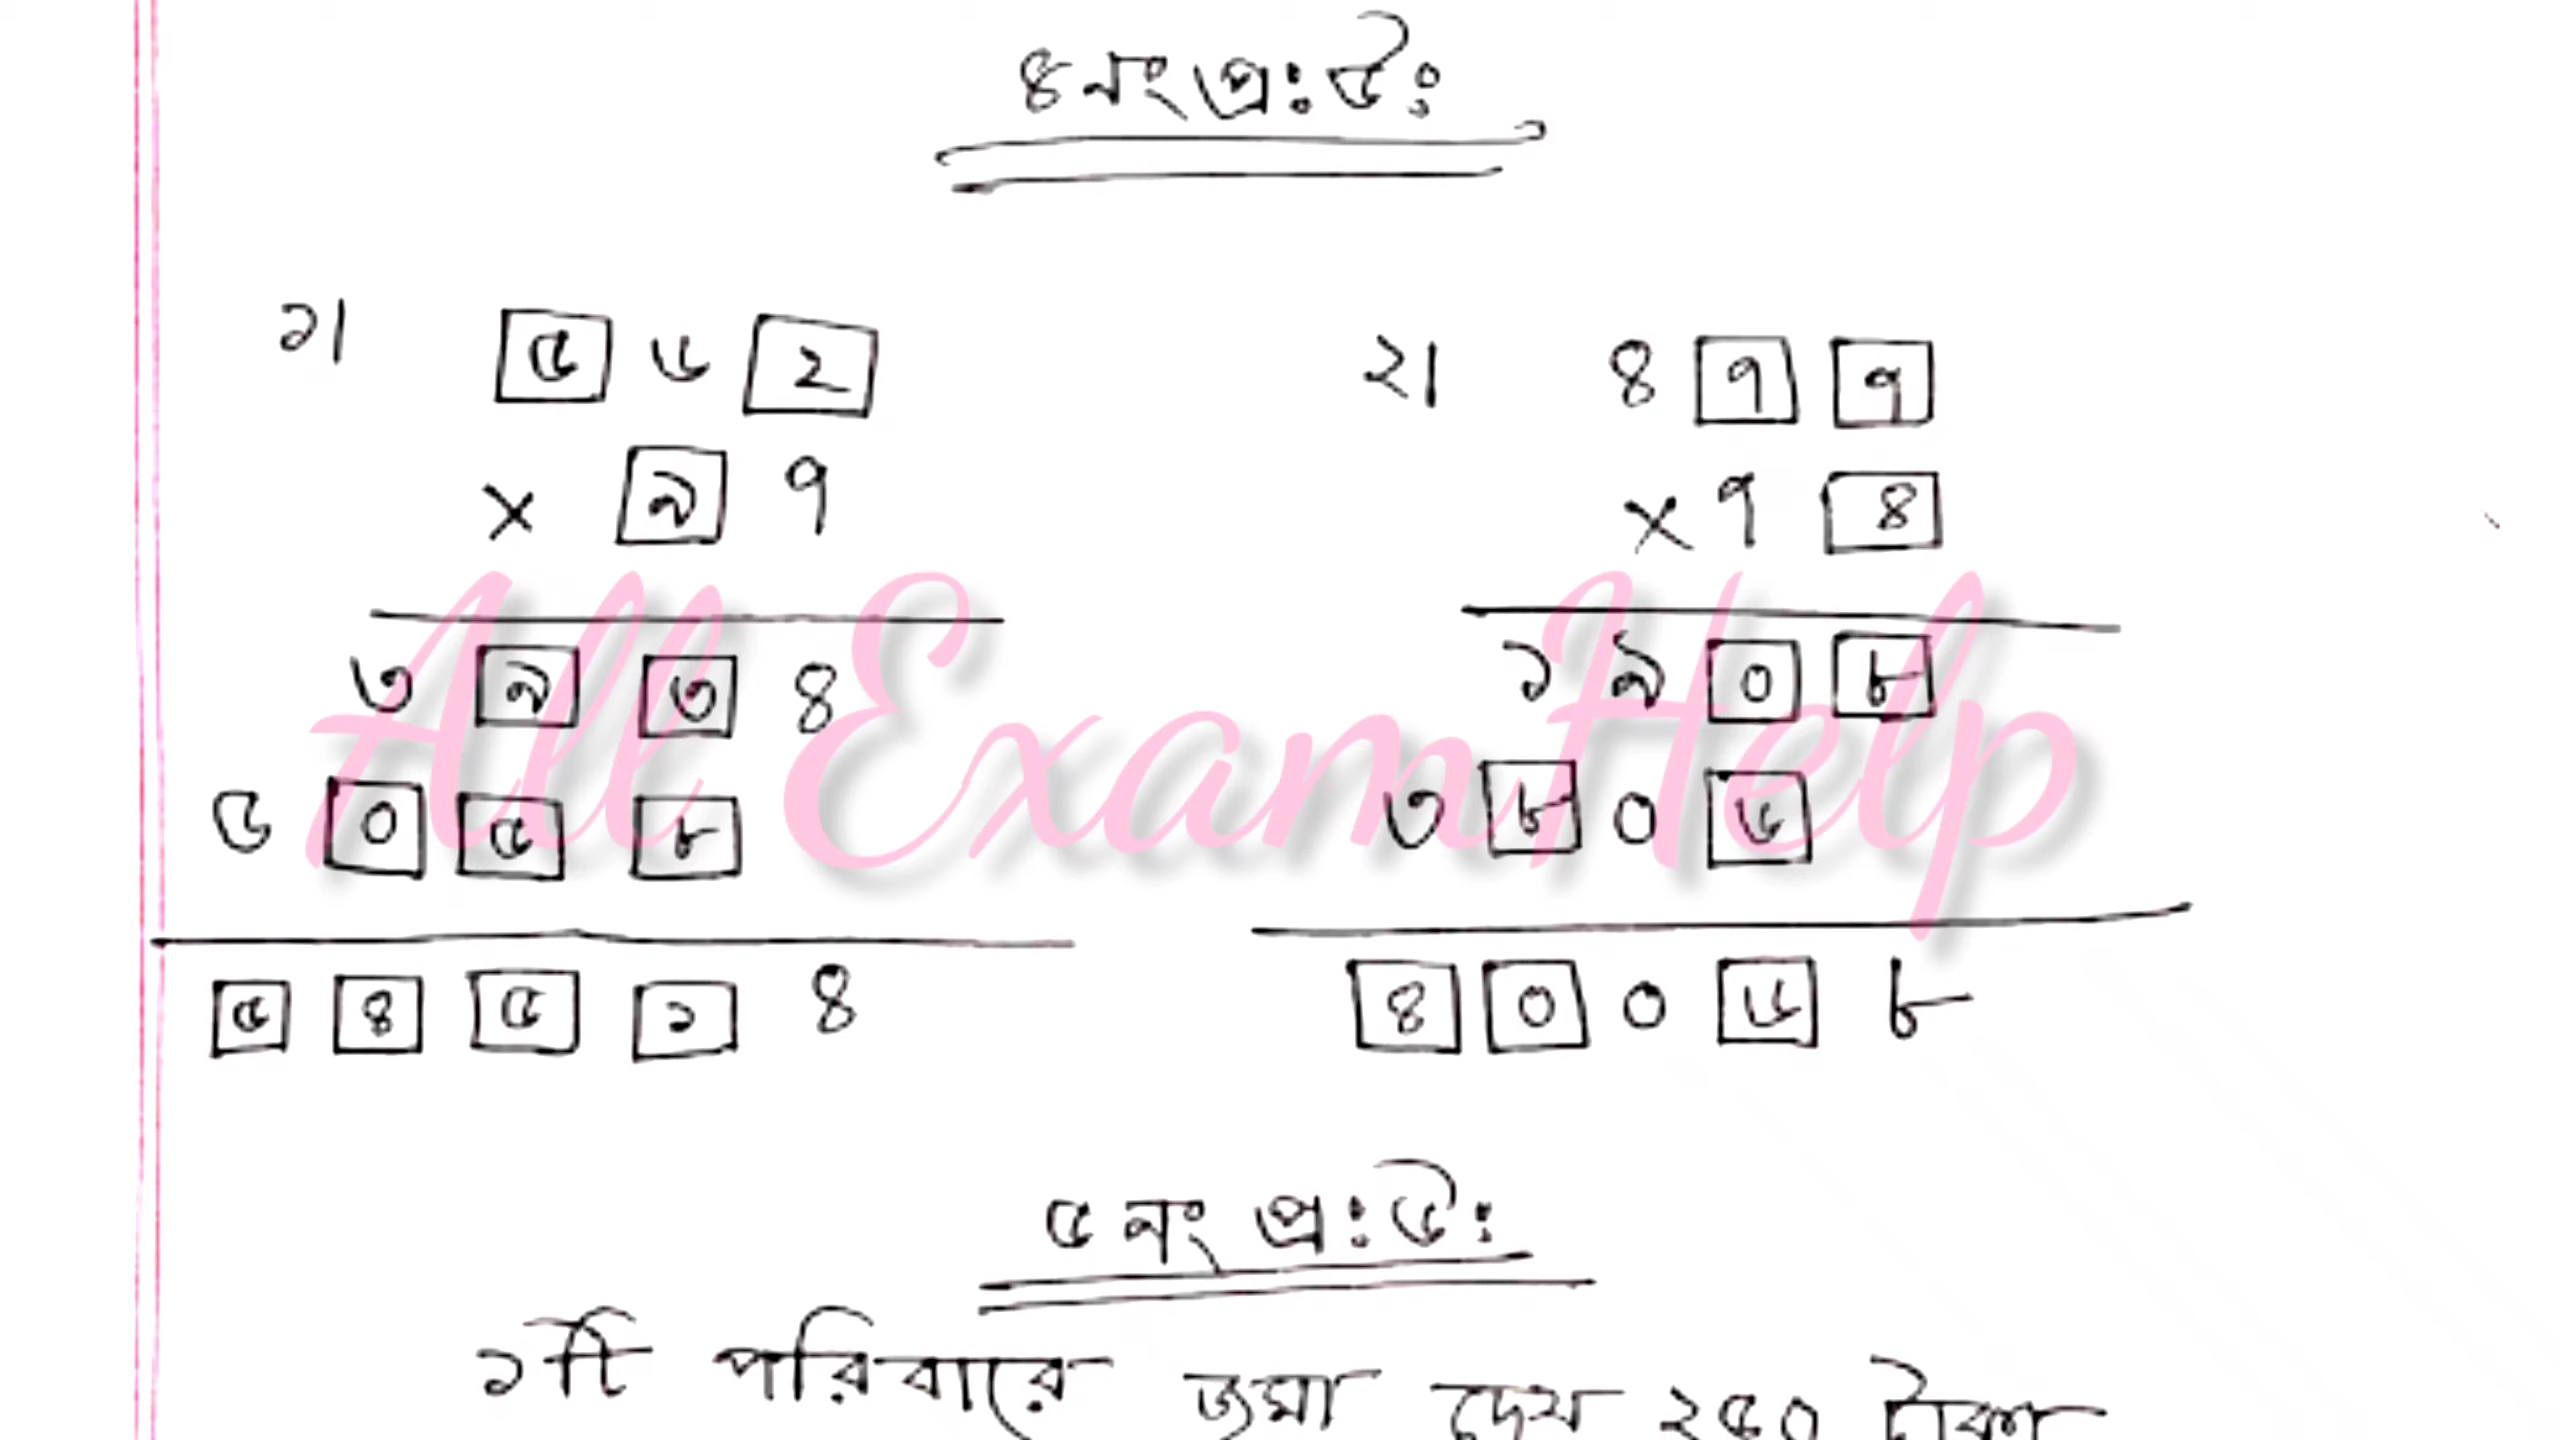 ৪নং প্র: উ:
১। ৫ ৬ ২
× ৯ ৭
৩ ৯ ৩ ৪
৫ ০ ৫ ৮
৫ ৪ ৫ ১ ৪
২। ৪ ৭ ৭
× ৭ ৪
১ ৯ ০ ৮
৩ ৮ ০ ৬
৪ ০ ০ ৬ ৮
All Exam Help
৫ নং প্র: উ:
১টি পরিবারে জমা দেয় ২৫০ টাকা